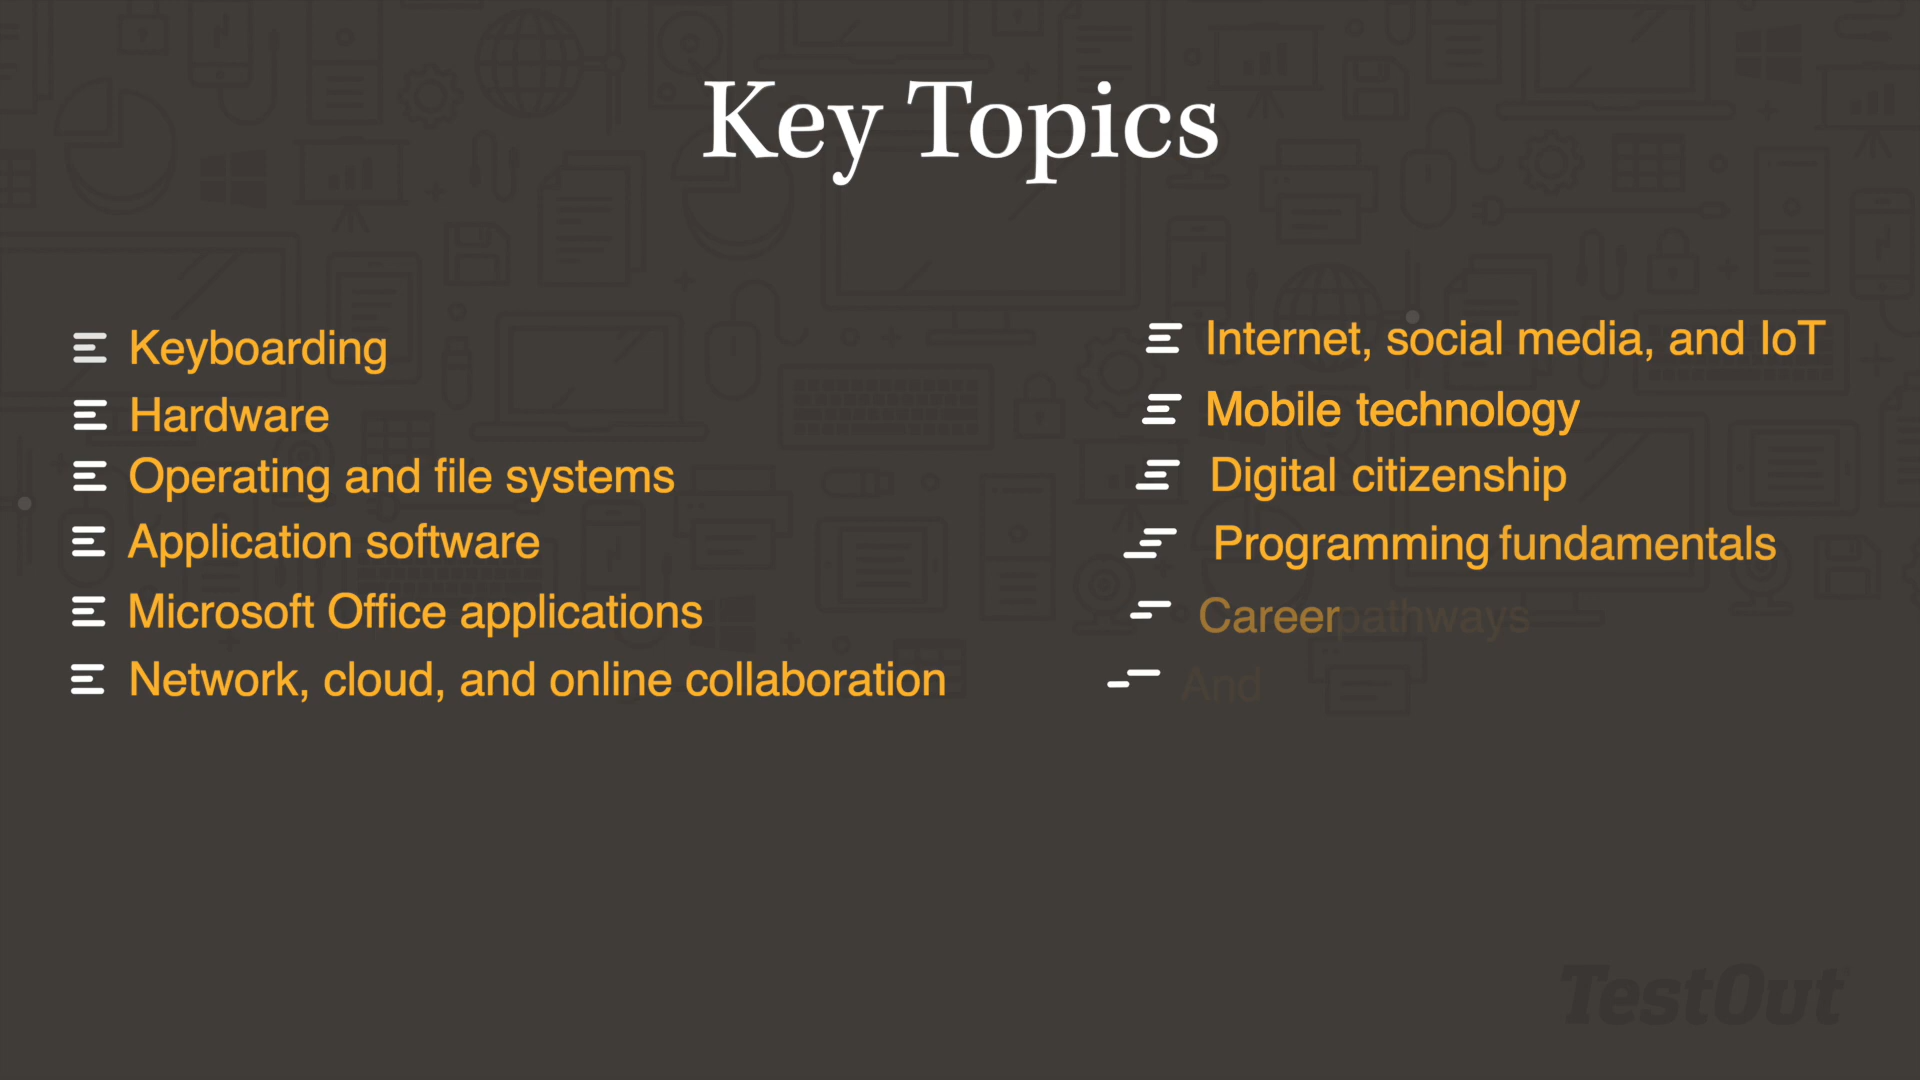 Key Topics
Keyboarding
Hardware
Operating and file systems
Application software
Microsoft Office applications
Network, cloud, and online collaboration
Internet, social media, and IoT
Mobile technology
Digital citizenship
Programming fundamentals
Career pathways
And
TestOut